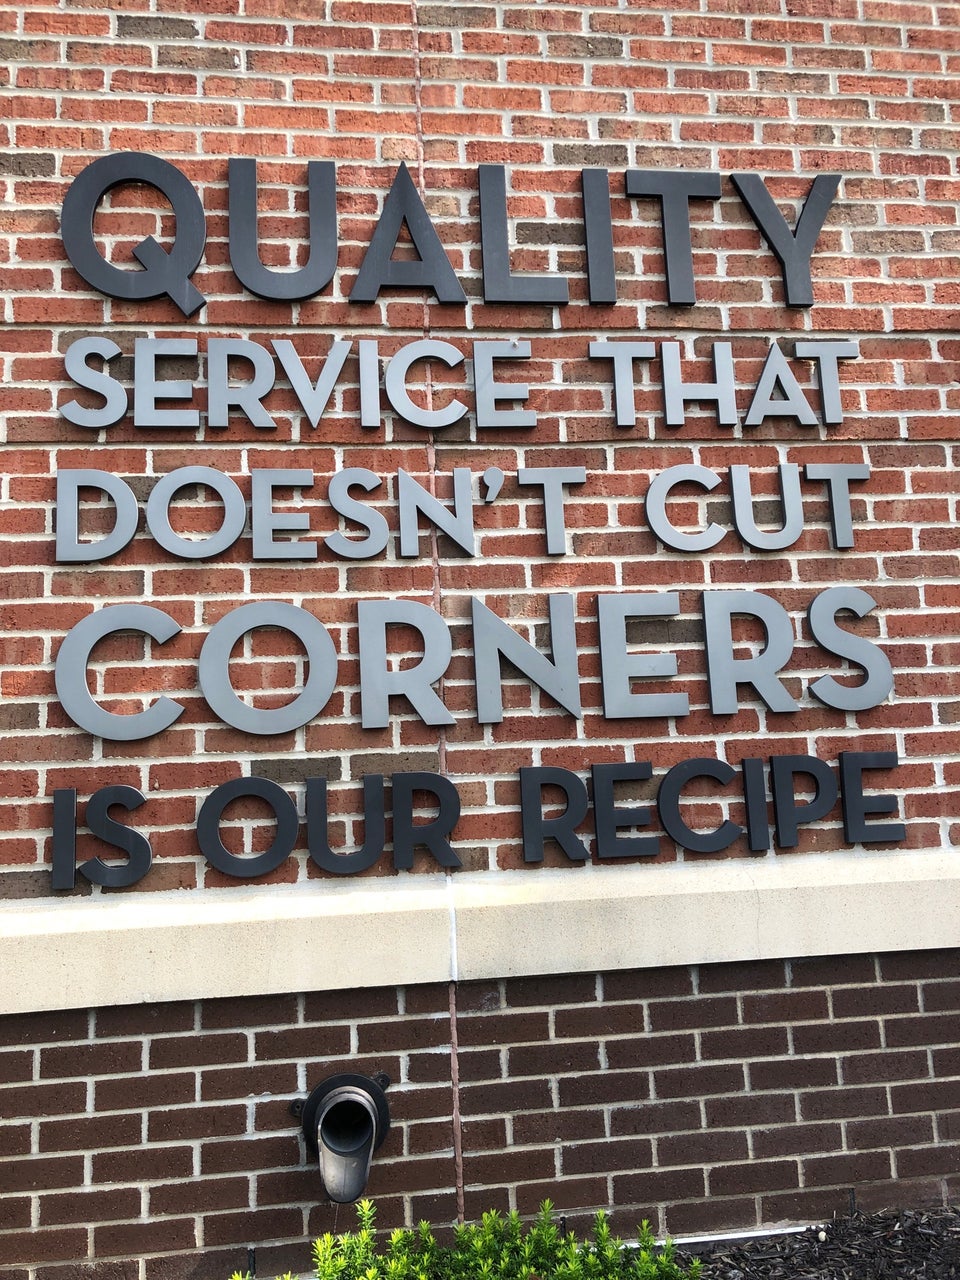 QUALITY
SERVICE THAT
DOESN'T CUT
CORNERS
IS OUR RECIPE